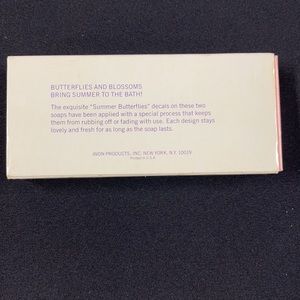 BUTTERFLIES AND BLOSSOMS
BRING SUMMER TO THE BATH!
The exquisite "Summer Butterflies" decals on these two
soaps have been applied with a special process that keeps
them from rubbing off or fading with use. Each design stays
lovely and fresh for as long as the soap lasts.
AVON PRODUCTS, INC. NEW YORK, N.Y. 10019
Printed in U.S.A.